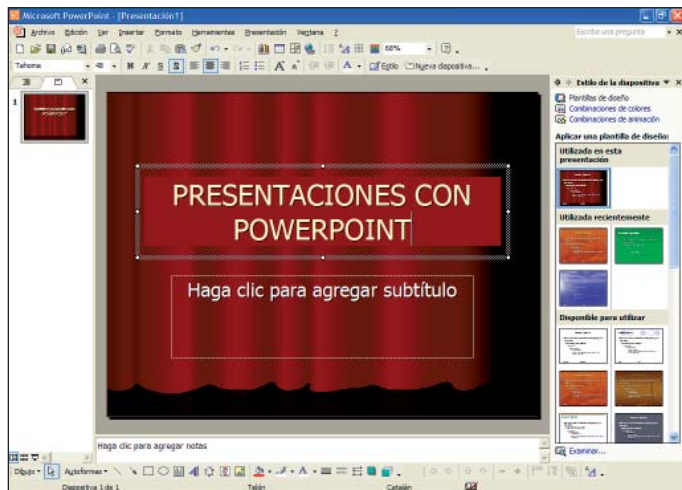 Microsoft PowerPoint - [Presentación1]
Archivo Edición Ver Insertar Formato Herramientas Presentación Ventana ?
Escriba una pregunta
68%
Tahoma
48
N K S S
Estilo
Nueva diapositiva...
Estilo de la diapositiva
1
Plantillas de diseño
Combinaciones de colores
Combinaciones de animación
Aplicar una plantilla de diseño:
Utilizada en esta
presentación
Utilizada recientemente
Disponible para utilizar
Examinar...
PRESENTACIONES CON
POWERPOINT
Haga clic para agregar subtítulo
Haga clic para agregar notas
Dibujo
Autoformas
Diapositiva 1 de 1
Telón
Catalán